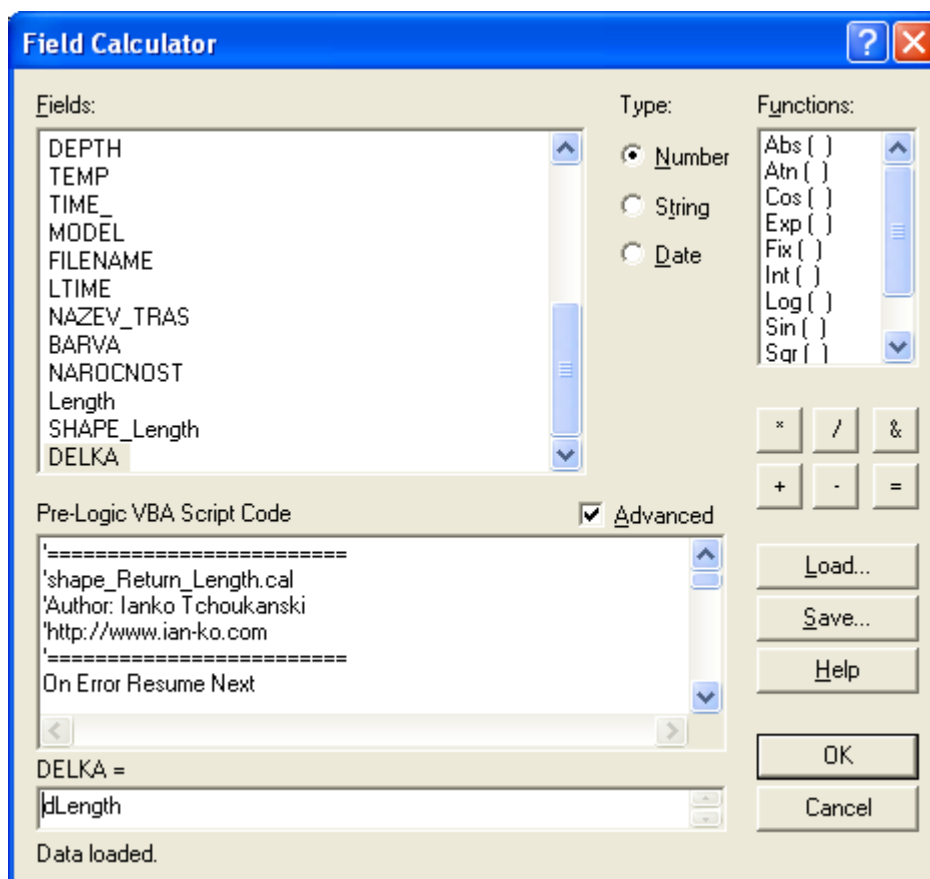 Field Calculator
Fields:
Type:
Functions:
DEPTH
TEMP
TIME_
MODEL
FILENAME
LTIME
NAZEV_TRAS
BARVA
NAROCNOST
Length
SHAPE_Length
DELKA
Number
String
Date
Abs ( )
Atn ( )
Cos ( )
Exp ( )
Fix ( )
Int ( )
Log ( )
Sin ( )
Sqr ( )
* / &
+ - =
Pre-Logic VBA Script Code
Advanced
'=========================
'shape_Return_Length.cal
'Author: Ianko Tchoukanski
'http://www.ian-ko.com
'=========================
On Error Resume Next
Load...
Save...
Help
DELKA =
dLength
OK
Cancel
Data loaded.